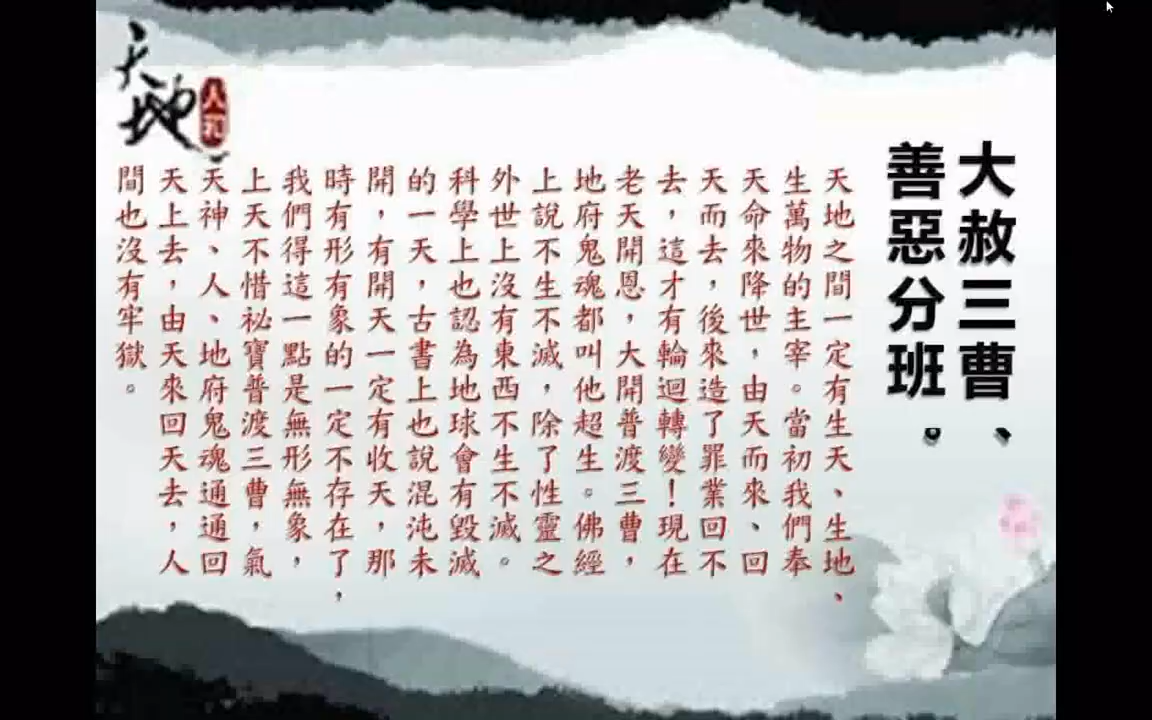 大赦三曹、
善惡分班。
天地之間一定有生天、生地、
生萬物的主宰。當初我們奉
天命來降世，由天而來、回
天而去，後來造了罪業回不
去，這才有輪迴轉變！現在
老天開恩，大開普渡三曹，
地府鬼魂都叫他超生。佛經
上說不生不滅，除了性靈之
外世上沒有東西不生不滅。
科學上也認為地球會有毀滅
的一天，古書上也說混沌未
開，有開天一定有收天，那
時有形有象的一定不存在了，
我們得這一點是無形無象，
上天不惜祕寶普渡三曹，氣
天神、人、地府鬼魂通通回
天上去，由天來回天去，人
間也沒有牢獄。
天地
人和